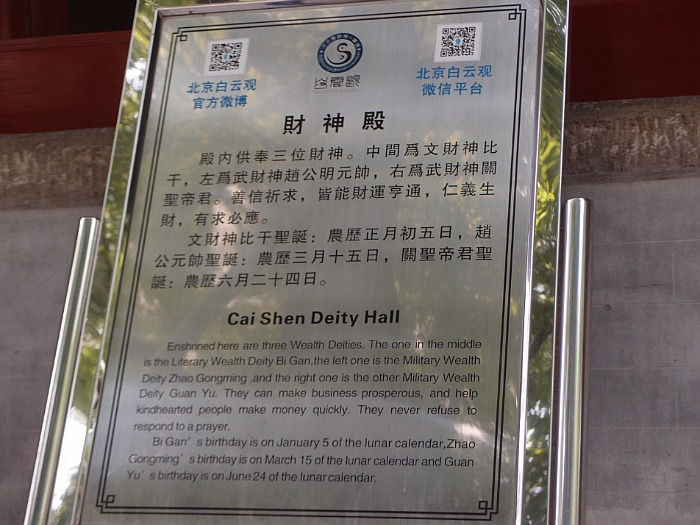 北京白云观
官方微博
北京白云观
微信平台
財神殿
殿内供奉三位財神。中間爲文財神比
干，左爲武財神趙公明元帥，右爲武財神關
聖帝君。善信祈求，皆能財運亨通，仁義生
財，有求必應。
文財神比干聖誕：農歷正月初五日，趙
公元帥聖誕：農歷三月十五日，關聖帝君聖
誕：農歷六月二十四日。
Cai Shen Deity Hall
Enshrined here are three Wealth Deities. The one in the middle
is the Literary Wealth Deity Bi Gan,the left one is the Military Wealth
Deity Zhao Gongming ,and the right one is the other Military Wealth
Deity Guan Yu. They can make business prosperous, and help
kindhearted people make money quickly. They never refuse to
respond to a prayer.
Bi Gan's birthday is on January 5 of the lunar calendar,Zhao
Gongming's birthday is on March 15 of the lunar calendar and Guan
Yu's birthday is on June 24 of the lunar calendar.